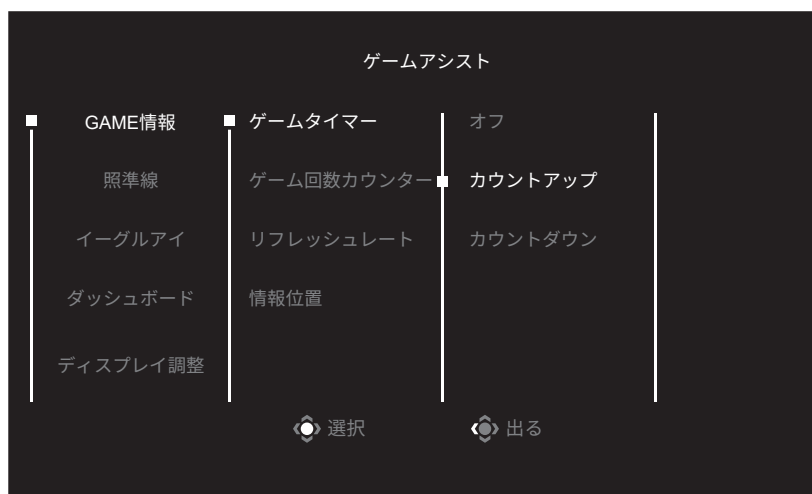 ゲームアシスト
GAME情報
照準線
イーグルアイ
ダッシュボード
ディスプレイ調整
ゲームタイマー
ゲーム回数カウンター
リフレッシュレート
情報位置
オフ
カウントアップ
カウントダウン
選択
出る